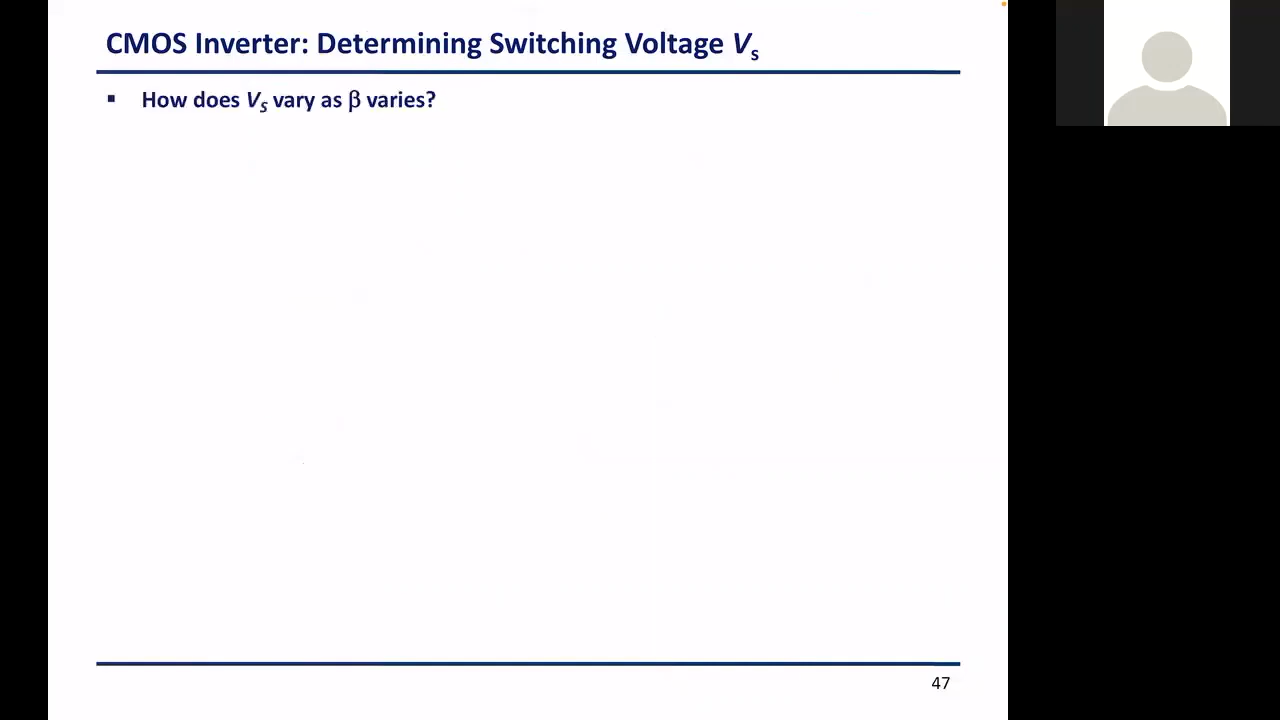 CMOS Inverter: Determining Switching Voltage Vs
▪ How does VS vary as β varies?
47